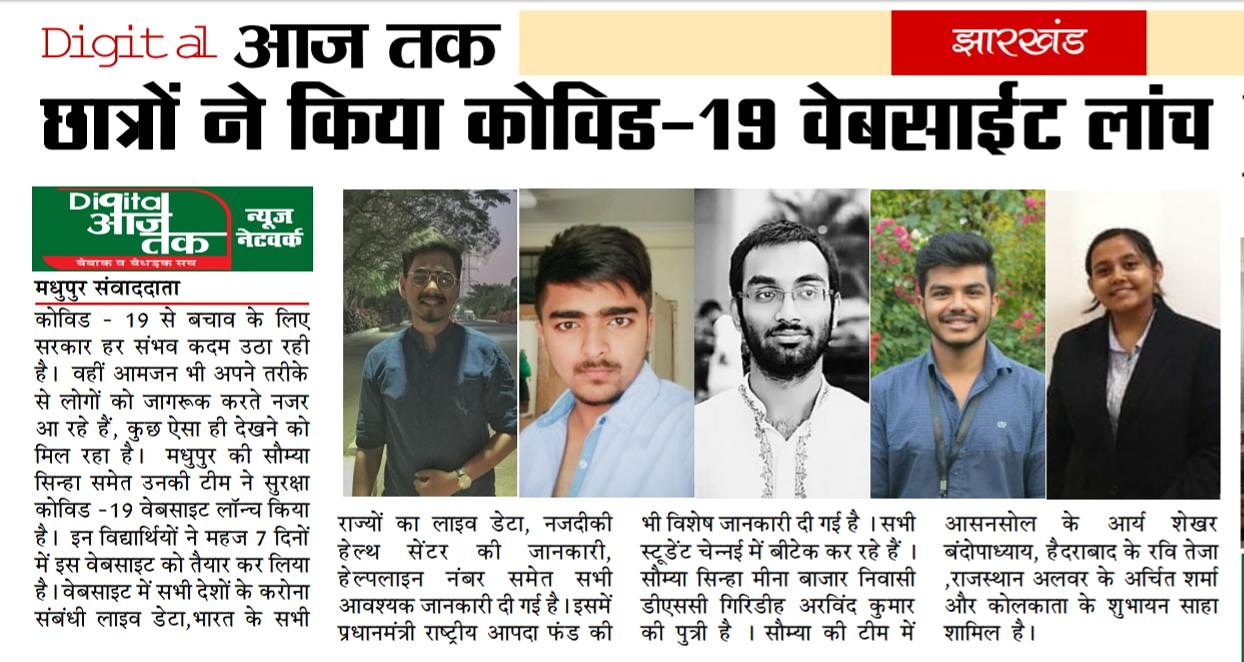 Digital आज तक
झारखंड
छात्रों ने किया कोविड-19 वेबसाईट लांच
Digital
आज
तक
न्यूज
नेटवर्क
बेबाक व बेधड़क सच
मधुपुर संवाददाता
कोविड - 19 से बचाव के लिए
सरकार हर संभव कदम उठा रही
है। वहीं आमजन भी अपने तरीके
से लोगों को जागरूक करते नजर
आ रहे हैं, कुछ ऐसा ही देखने को
मिल रहा है। मधुपुर की सौम्या
सिन्हा समेत उनकी टीम ने सुरक्षा
कोविड -19 वेबसाइट लॉन्च किया
है। इन विद्यार्थियों ने महज 7 दिनों
में इस वेबसाइट को तैयार कर लिया
है। वेबसाइट में सभी देशों के करोना
संबंधी लाइव डेटा,भारत के सभी
राज्यों का लाइव डेटा, नजदीकी
हेल्थ सेंटर की जानकारी,
हेल्पलाइन नंबर समेत सभी
आवश्यक जानकारी दी गई है।इसमें
प्रधानमंत्री राष्ट्रीय आपदा फंड की
भी विशेष जानकारी दी गई है ।सभी
स्टूडेंट चेन्नई में बीटेक कर रहे हैं ।
सौम्या सिन्हा मीना बाजार निवासी
डीएससी गिरिडीह अरविंद कुमार
की पुत्री है । सौम्या की टीम में
आसनसोल के आर्य शेखर
बंदोपाध्याय, हैदराबाद के रवि तेजा
,राजस्थान अलवर के अर्चित शर्मा
और कोलकाता के शुभायन साहा
शामिल है।